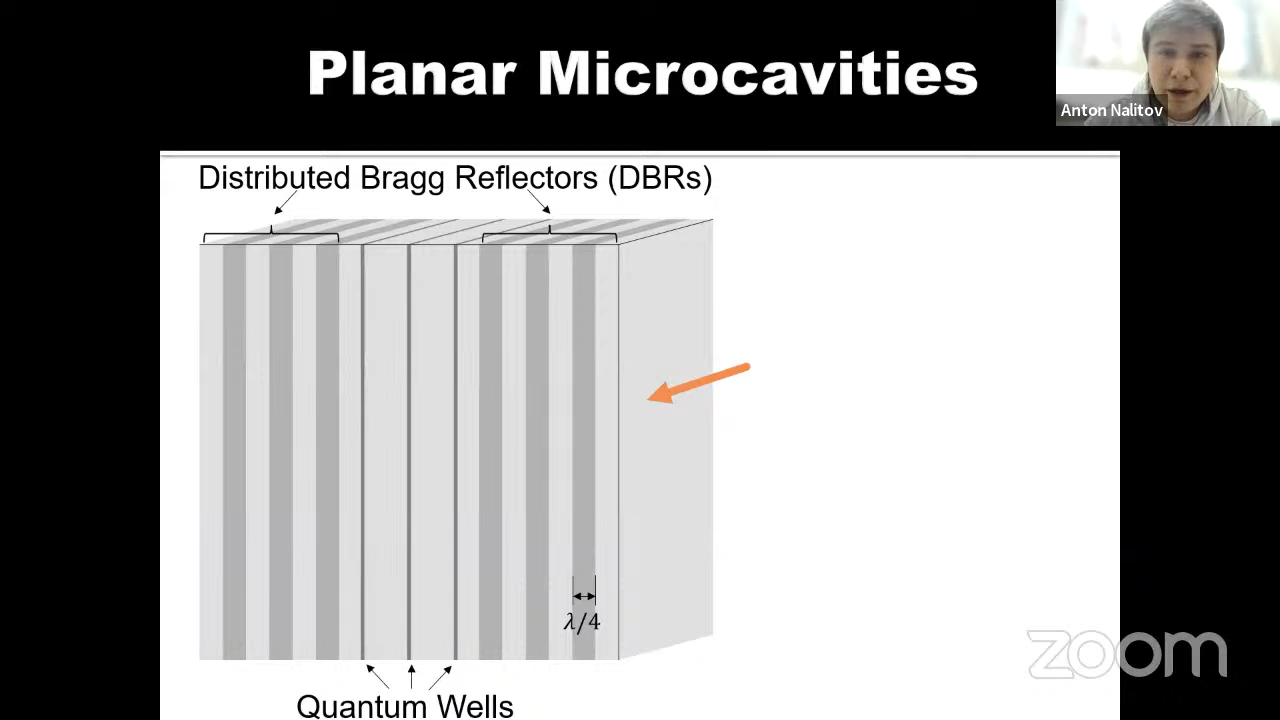 Planar Microcavities
Anton Nalitov
Distributed Bragg Reflectors (DBRs)
λ/4
Quantum Wells
zoom